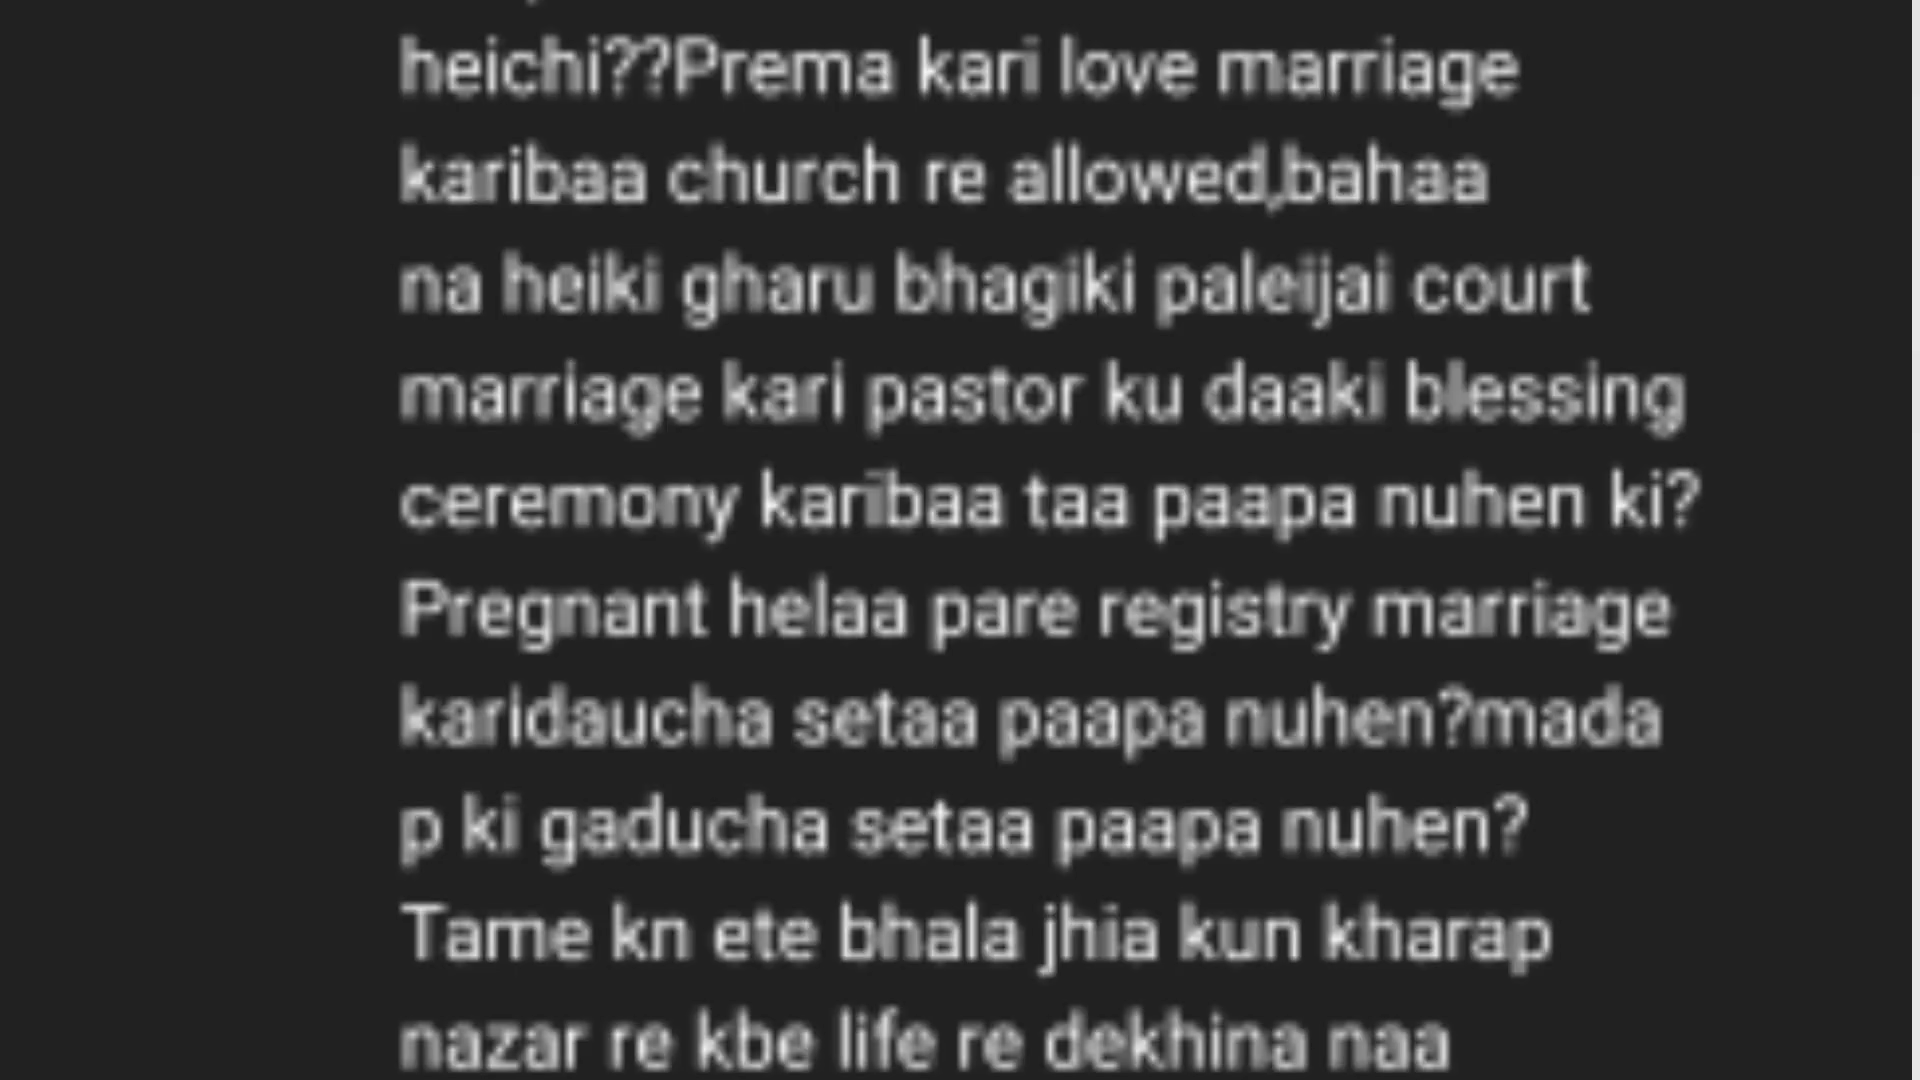 heichi??Prema kari love marriage
karibaa church re allowed,bahaa
na heiki gharu bhagiki paleijai court
marriage kari pastor ku daaki blessing
ceremony karibaa taa paapa nuhen ki?
Pregnant helaa pare registry marriage
karidaucha setaa paapa nuhen?mada
p ki gaducha setaa paapa nuhen?
Tame kn ete bhala jhia kun kharap
nazar re kbe life re dekhina naa